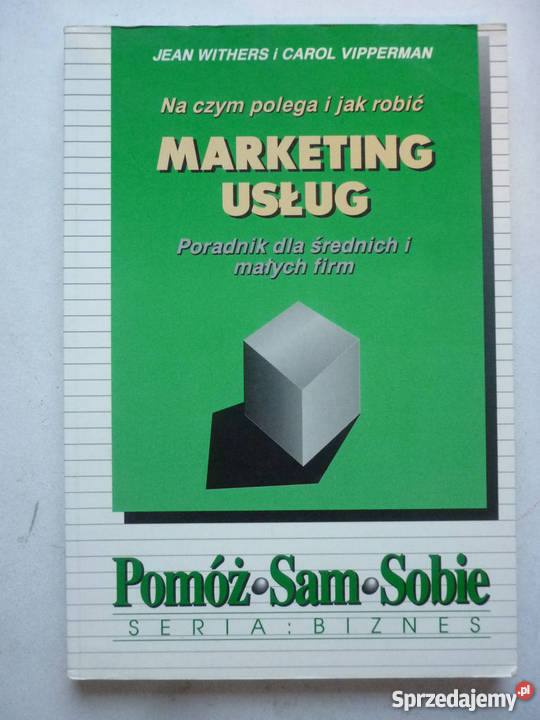 JEAN WITHERS i CAROL VIPPERMAN
Na czym polega i jak robić
MARKETING
USŁUG
Poradnik dla średnich i
małych firm
Pomóż•Sam•Sobie
SERIA: BIZNES
Sprzedajemy.pl